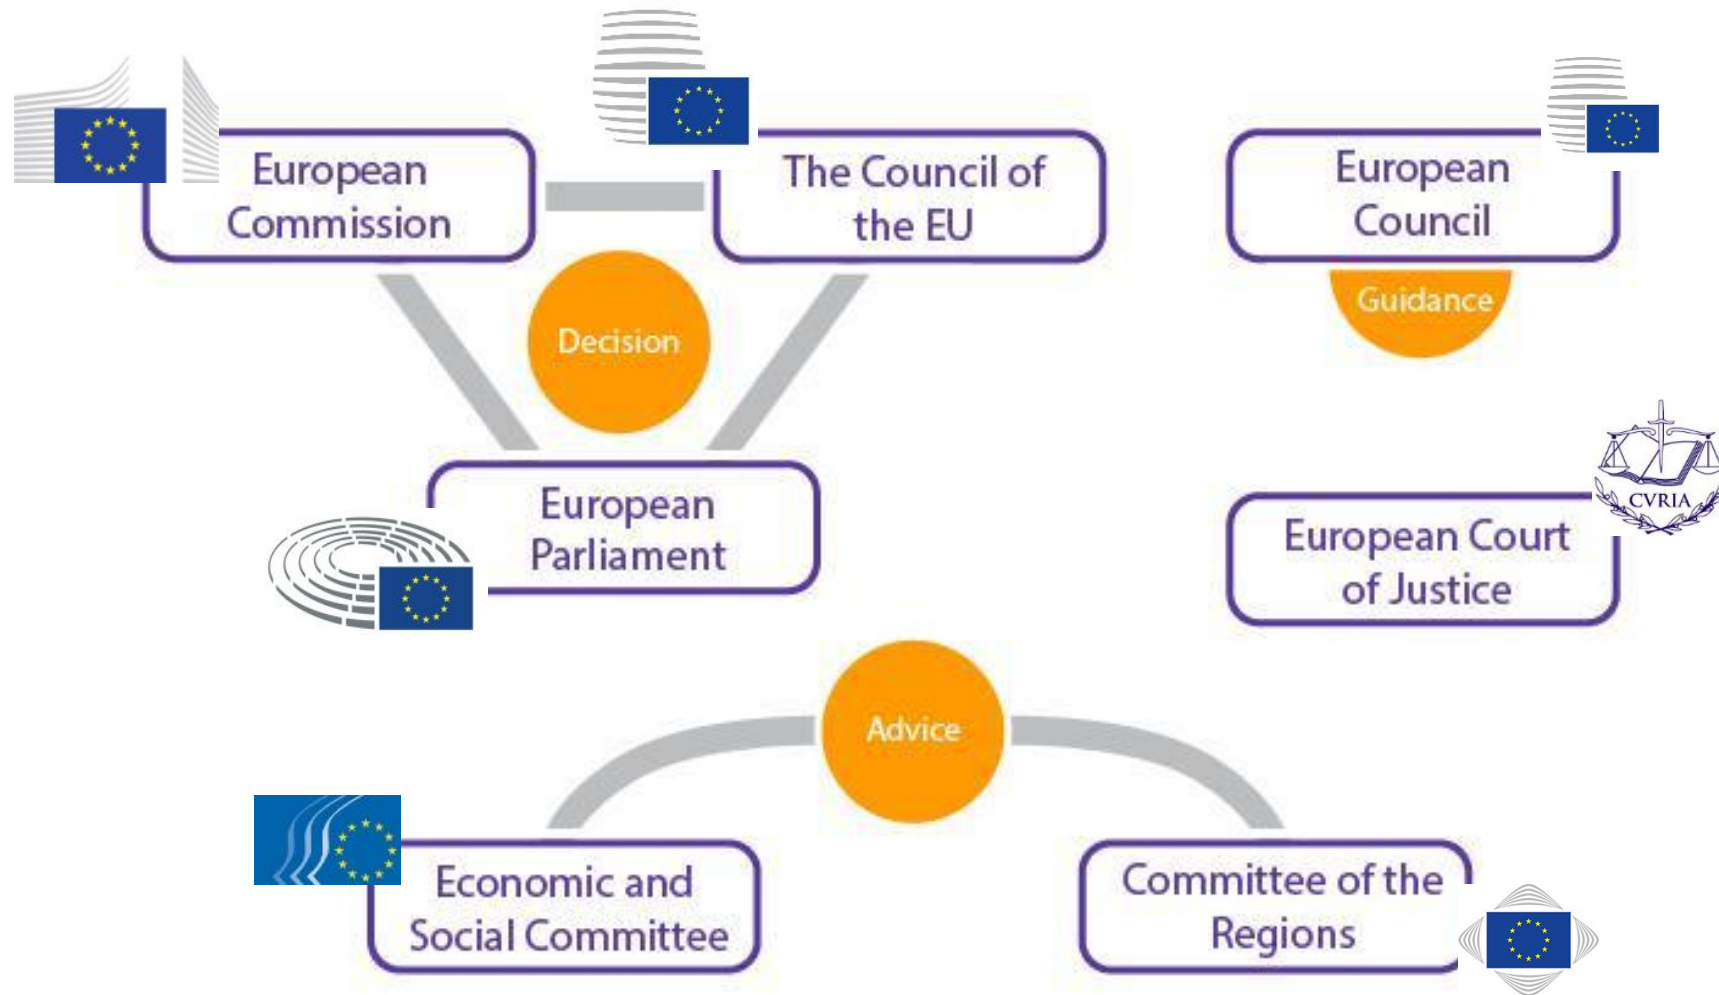 European
Commission
The Council of
the EU
European
Council
Decision
Guidance
European
Parliament
CVRIA
European Court
of Justice
Advice
Economic and
Social Committee
Committee of the
Regions